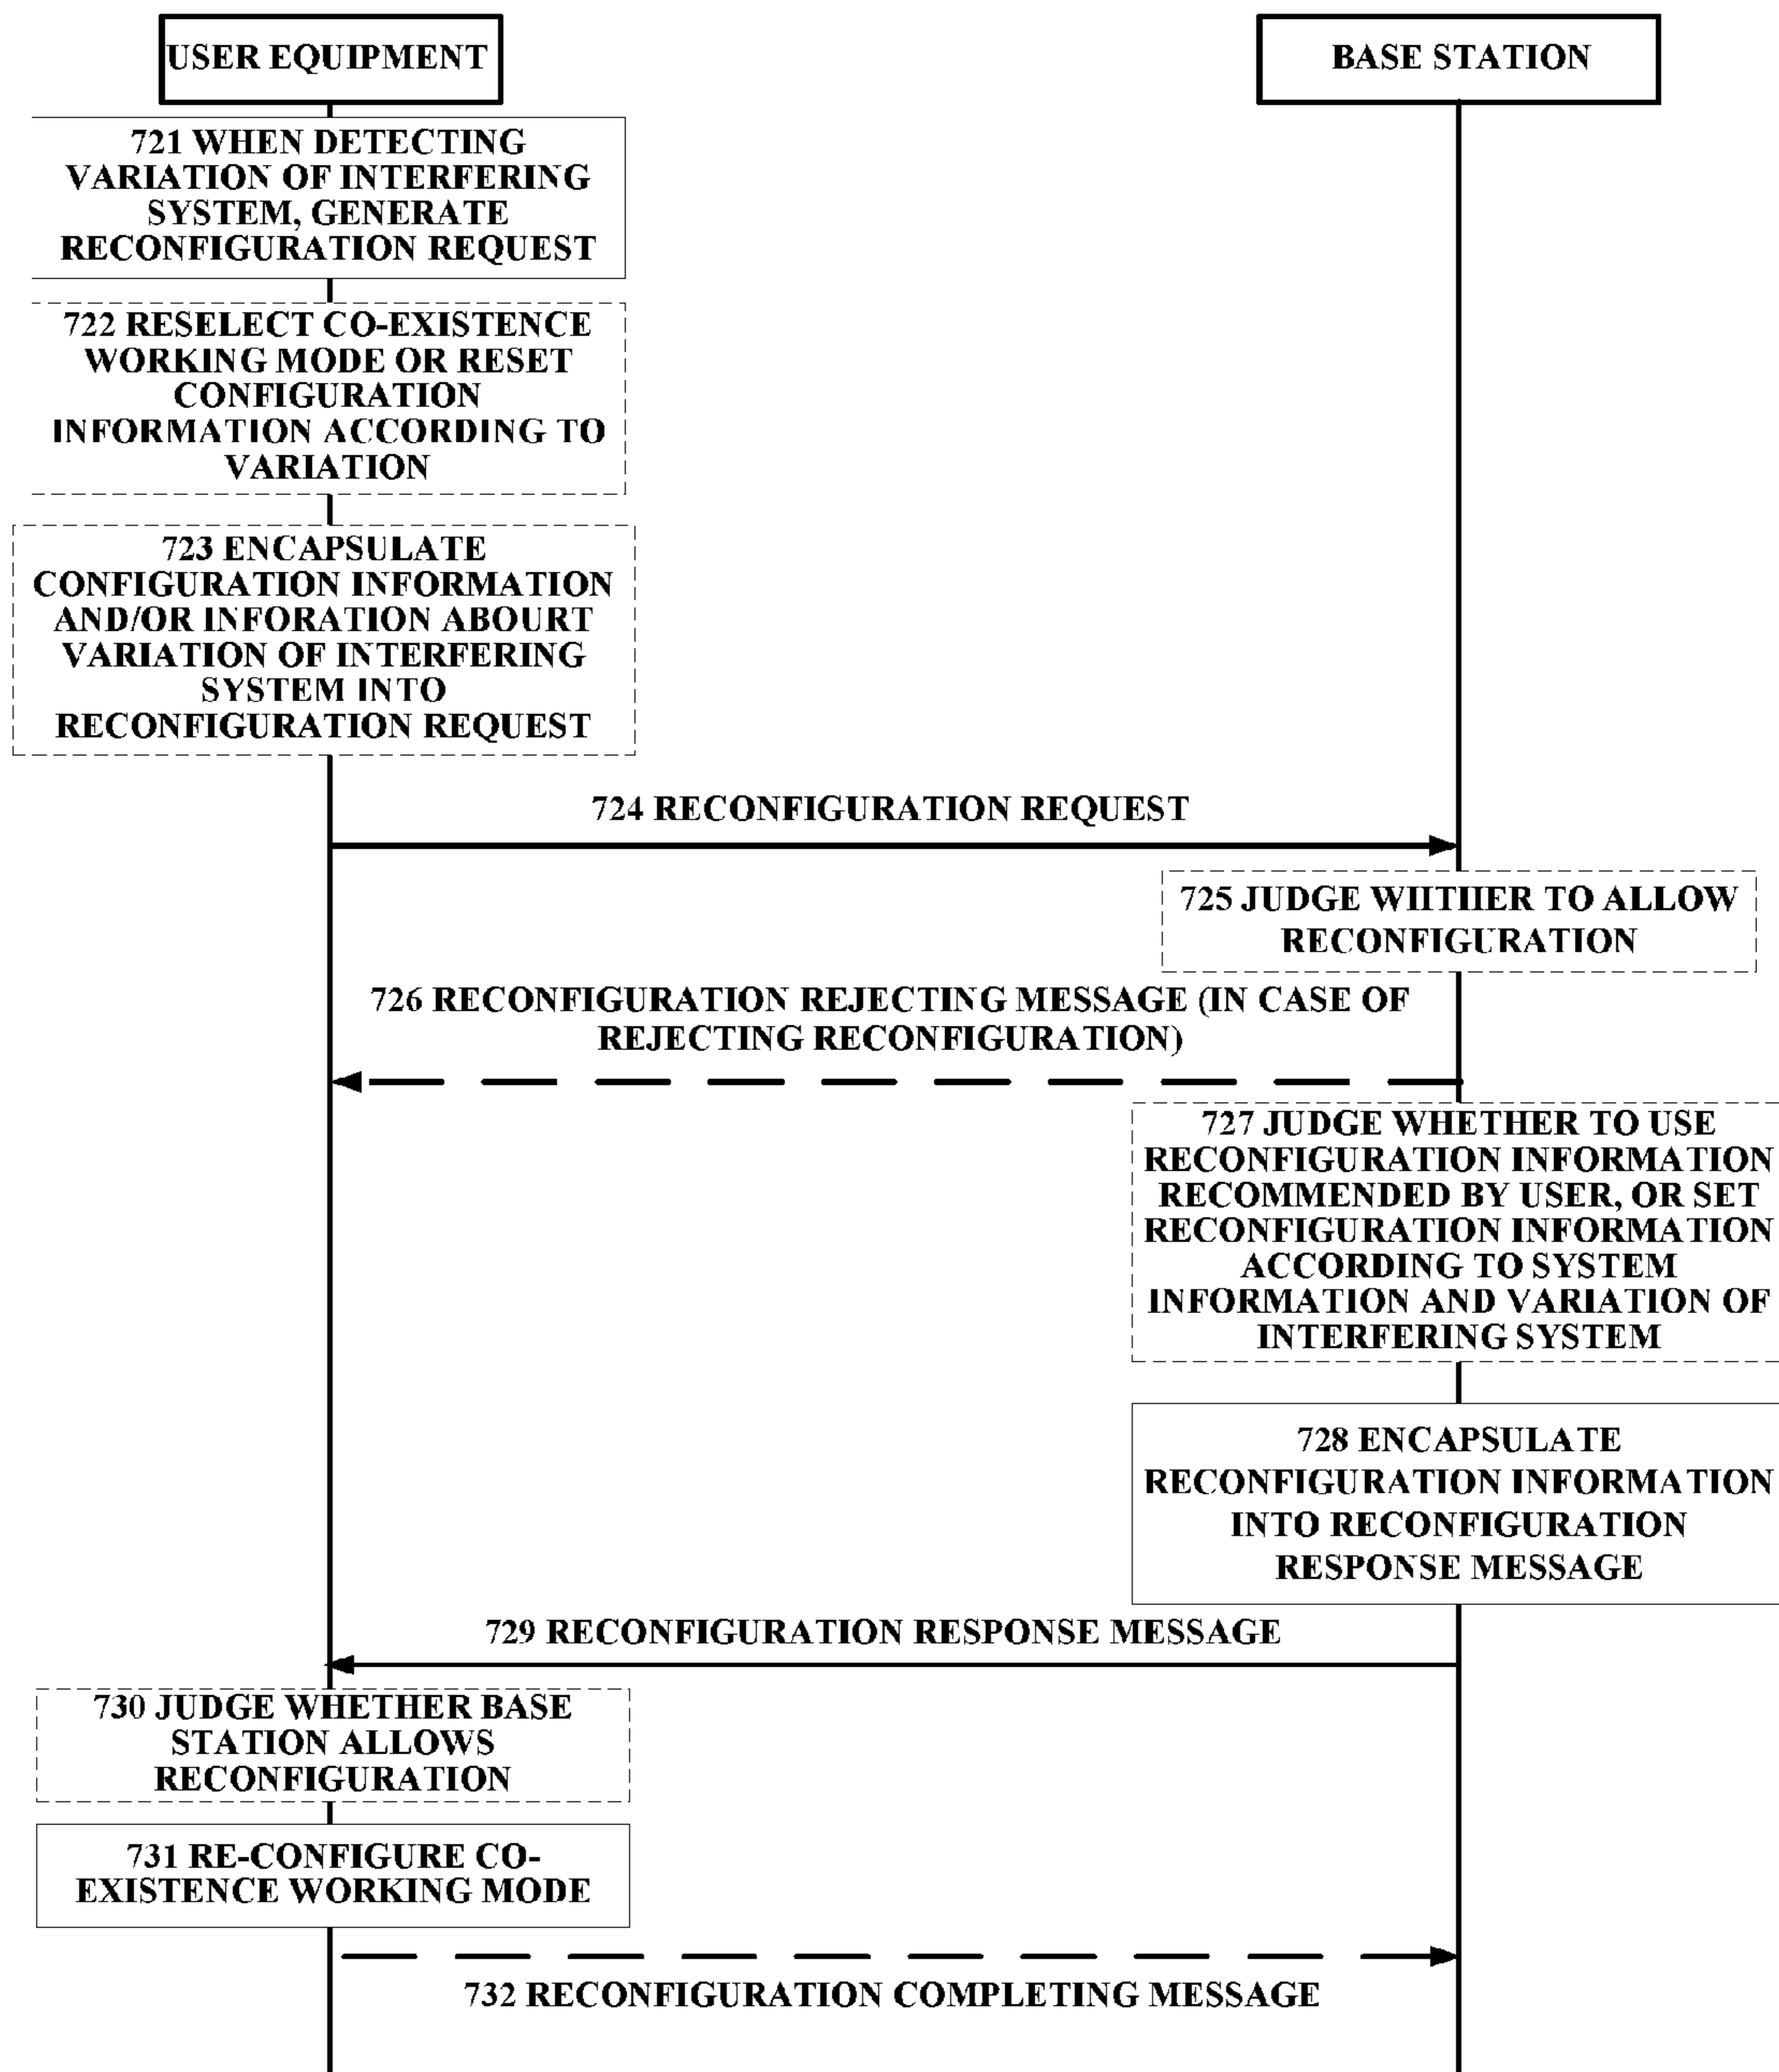 USER EQUIPMENT
BASE STATION
721 WHEN DETECTING
VARIATION OF INTERFERING
SYSTEM, GENERATE
RECONFIGURATION REQUEST
722 RESELECT CO-EXISTENCE
WORKING MODE OR RESET
CONFIGURATION
INFORMATION ACCORDING TO
VARIATION
723 ENCAPSULATE
CONFIGURATION INFORMATION
AND/OR INFORATION ABOURT
VARIATION OF INTERFERING
SYSTEM INTO
RECONFIGURATION REQUEST
724 RECONFIGURATION REQUEST
725 JUDGE WHTHER TO ALLOW
RECONFIGURATION
726 RECONFIGURATION REJECTING MESSAGE (IN CASE OF
REJECTING RECONFIGURATION)
727 JUDGE WHETHER TO USE
RECONFIGURATION INFORMATION
RECOMMENDED BY USER, OR SET
RECONFIGURATION INFORMATION
ACCORDING TO SYSTEM
INFORMATION AND VARIATION OF
INTERFERING SYSTEM
728 ENCAPSULATE
RECONFIGURATION INFORMATION
INTO RECONFIGURATION
RESPONSE MESSAGE
729 RECONFIGURATION RESPONSE MESSAGE
730 JUDGE WHETHER BASE
STATION ALLOWS
RECONFIGURATION
731 RE-CONFIGURE CO-
EXISTENCE WORKING MODE
732 RECONFIGURATION COMPLETING MESSAGE